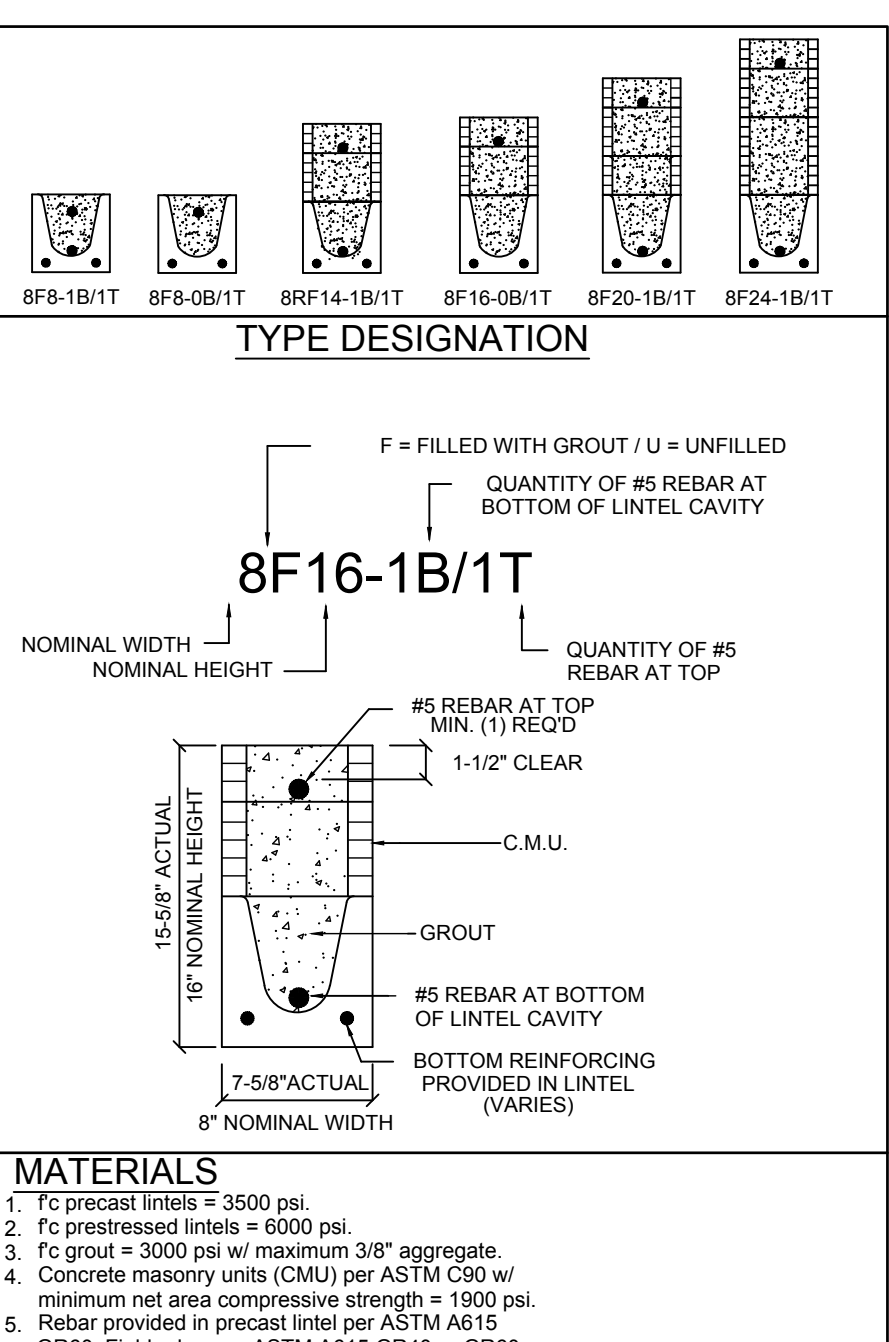 8F8-1B/1T 8F8-0B/1T 8RF14-1B/1T 8F16-0B/1T 8F20-1B/1T 8F24-1B/1T
TYPE DESIGNATION
F = FILLED WITH GROUT / U = UNFILLED
QUANTITY OF #5 REBAR AT
BOTTOM OF LINTEL CAVITY
8F16-1B/1T
NOMINAL WIDTH
NOMINAL HEIGHT
QUANTITY OF #5
REBAR AT TOP
#5 REBAR AT TOP
MIN. (1) REQ'D
1-1/2" CLEAR
15-5/8" ACTUAL
16" NOMINAL HEIGHT
C.M.U.
GROUT
#5 REBAR AT BOTTOM
OF LINTEL CAVITY
BOTTOM REINFORCING
PROVIDED IN LINTEL
(VARIES)
7-5/8"ACTUAL
8" NOMINAL WIDTH
MATERIALS
1. f'c precast lintels = 3500 psi.
2. f'c prestressed lintels = 6000 psi.
3. f'c grout = 3000 psi w/ maximum 3/8" aggregate.
4. Concrete masonry units (CMU) per ASTM C90 w/
minimum net area compressive strength = 1900 psi.
5. Rebar provided in precast lintel per ASTM A615